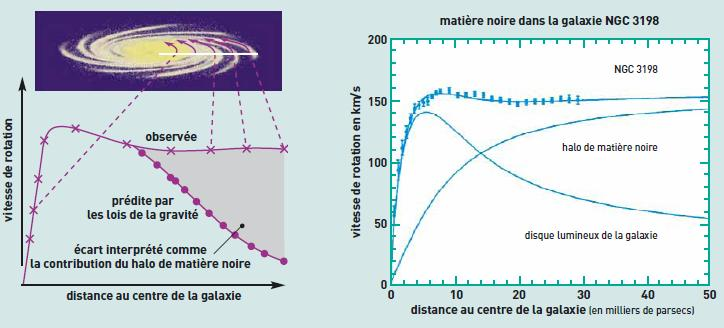 vitesse de rotation
observée
prédite par
les lois de la gravité
écart interprété comme
la contribution du halo de matière noire
distance au centre de la galaxie
matière noire dans la galaxie NGC 3198
vitesse de rotation en km/s
200
150
100
50
0
NGC 3198
halo de matière noire
disque lumineux de la galaxie
0 10 20 30 40 50
distance au centre de la galaxie (en milliers de parsecs)